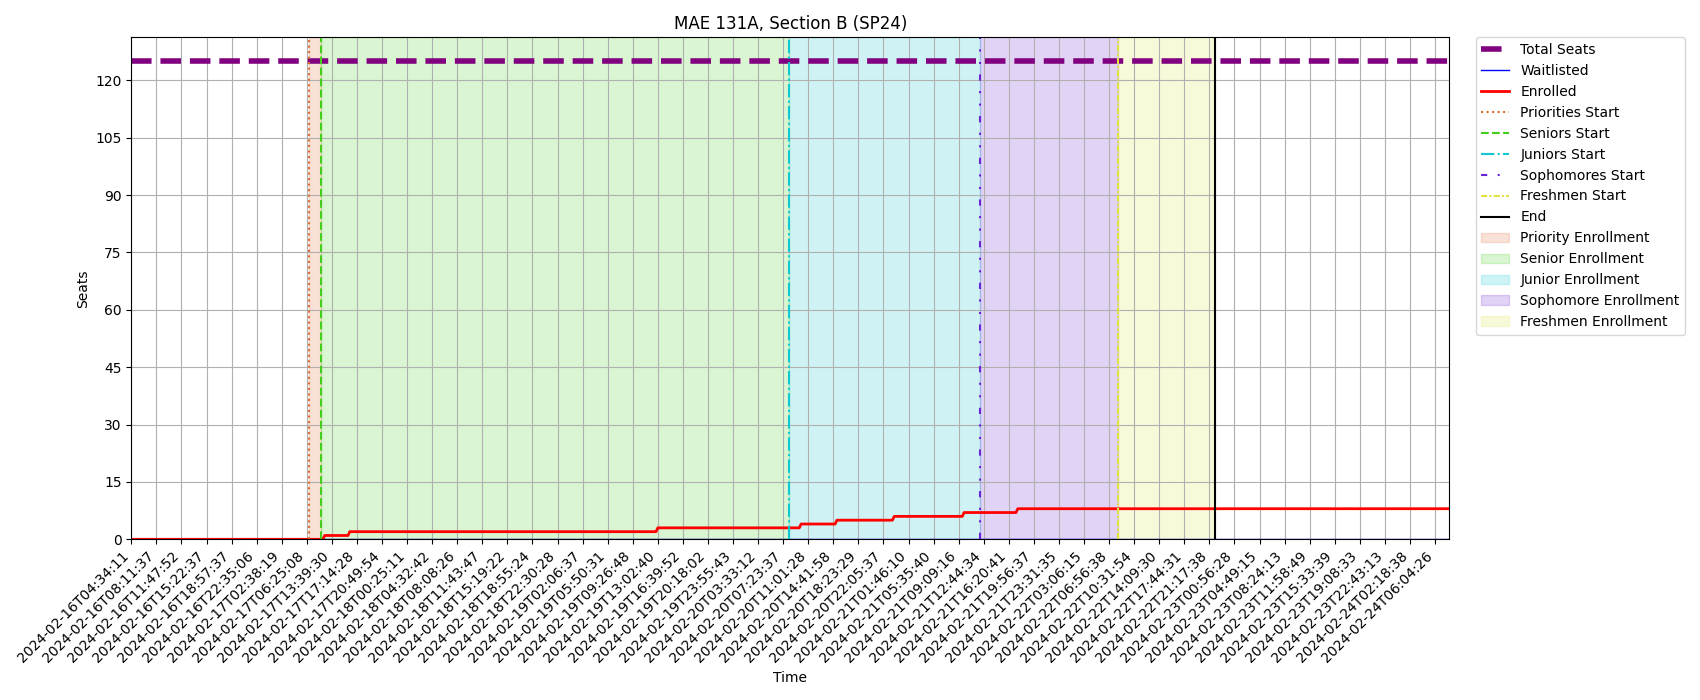 MAE 131A, Section B (SP24)
Total Seats
Waitlisted
Enrolled
Priorities Start
Seniors Start
Juniors Start
Sophomores Start
Freshmen Start
End
Priority Enrollment
Senior Enrollment
Junior Enrollment
Sophomore Enrollment
Freshmen Enrollment
Seats
120
105
90
75
60
45
30
15
0
2024-02-16T04:34:11
2024-02-16T08:11:37
2024-02-16T11:47:52
2024-02-16T15:22:37
2024-02-16T18:57:37
2024-02-16T22:35:06
2024-02-17T02:38:19
2024-02-17T06:25:08
2024-02-17T13:39:30
2024-02-17T17:14:28
2024-02-17T20:49:54
2024-02-18T00:25:11
2024-02-18T04:32:42
2024-02-18T08:08:26
2024-02-18T11:43:47
2024-02-18T15:19:22
2024-02-18T18:55:24
2024-02-18T22:30:28
2024-02-19T02:06:37
2024-02-19T05:50:31
2024-02-19T09:26:48
2024-02-19T13:02:40
2024-02-19T16:39:52
2024-02-19T20:18:02
2024-02-19T23:55:43
2024-02-20T03:33:12
2024-02-20T07:23:37
2024-02-20T11:01:28
2024-02-20T14:41:58
2024-02-20T18:23:29
2024-02-20T22:05:37
2024-02-21T01:46:10
2024-02-21T05:35:40
2024-02-21T09:09:16
2024-02-21T12:44:34
2024-02-21T16:20:41
2024-02-21T19:56:37
2024-02-21T23:31:35
2024-02-22T03:06:15
2024-02-22T06:56:38
2024-02-22T10:31:54
2024-02-22T14:09:30
2024-02-22T17:44:31
2024-02-22T21:17:38
2024-02-23T00:56:28
2024-02-23T04:49:15
2024-02-23T08:24:13
2024-02-23T11:58:49
2024-02-23T15:33:39
2024-02-23T19:08:33
2024-02-23T22:43:13
2024-02-24T02:18:38
2024-02-24T06:04:26
Time